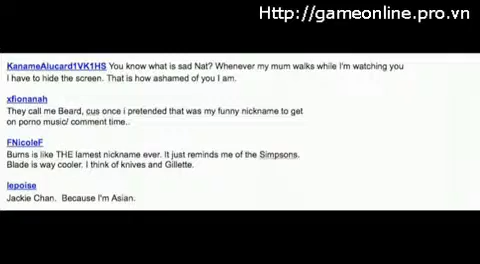 Http://gameonline.pro.vn
KanameAlucard1VK1HS You know what is sad Nat? Whenever my mum walks while I'm watching you
I have to hide the screen. That is how ashamed of you I am.
xfionanah
They call me Beard, cus once i pretended that was my funny nickname to get
on porno music/ comment time..
FNicoleF
Burns is like THE lamest nickname ever. It just reminds me of the Simpsons.
Blade is way cooler. I think of knives and Gillette.
lepoise
Jackie Chan.  Because I'm Asian.